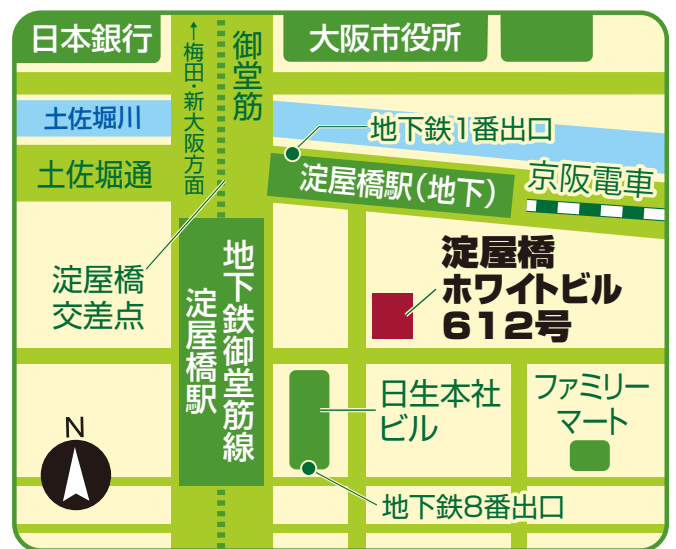 日本銀行
←梅田・新大阪方面
御堂筋
大阪市役所
土佐堀川
地下鉄1番出口
土佐堀通
淀屋橋駅(地下)
京阪電車
淀屋橋
交差点
地下鉄御堂筋線
淀屋橋駅
淀屋橋
ホワイトビル
612号
日生本社
ビル
ファミリー
マート
N
地下鉄8番出口